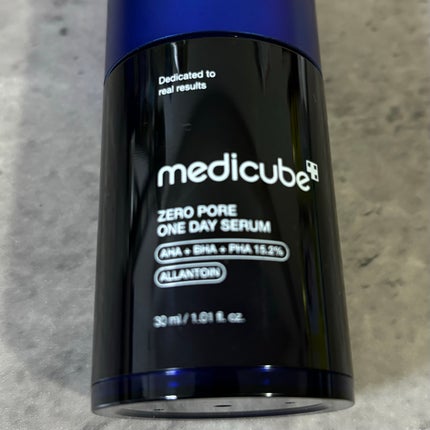 Dedicated to
real results
medicube
ZERO PORE
ONE DAY SERUM
AHA + BHA + PHA 15.2%
ALLANTOIN
30 ml / 1.01 fl. oz.